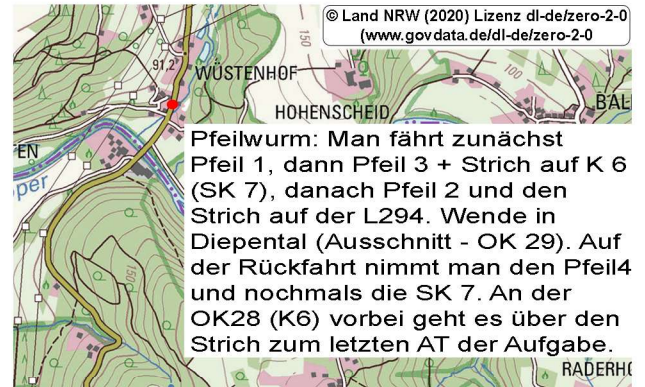 © Land NRW (2020) Lizenz dl-de/zero-2-0
(www.govdata.de/dl-de/zero-2-0
91,2
150
WÜSTENHOF
100
HOHENSCHEID
BAL
EN
Pfeilwurm: Man fährt zunächst
Pfeil 1, dann Pfeil 3 + Strich auf K 6
(SK 7), danach Pfeil 2 und den
Strich auf der L294. Wende in
Diepental (Ausschnitt - OK 29). Auf
der Rückfahrt nimmt man den Pfeil4
und nochmals die SK 7. An der
OK28 (K6) vorbei geht es über den
Strich zum letzten AT der Aufgabe.
per
150
RADERH